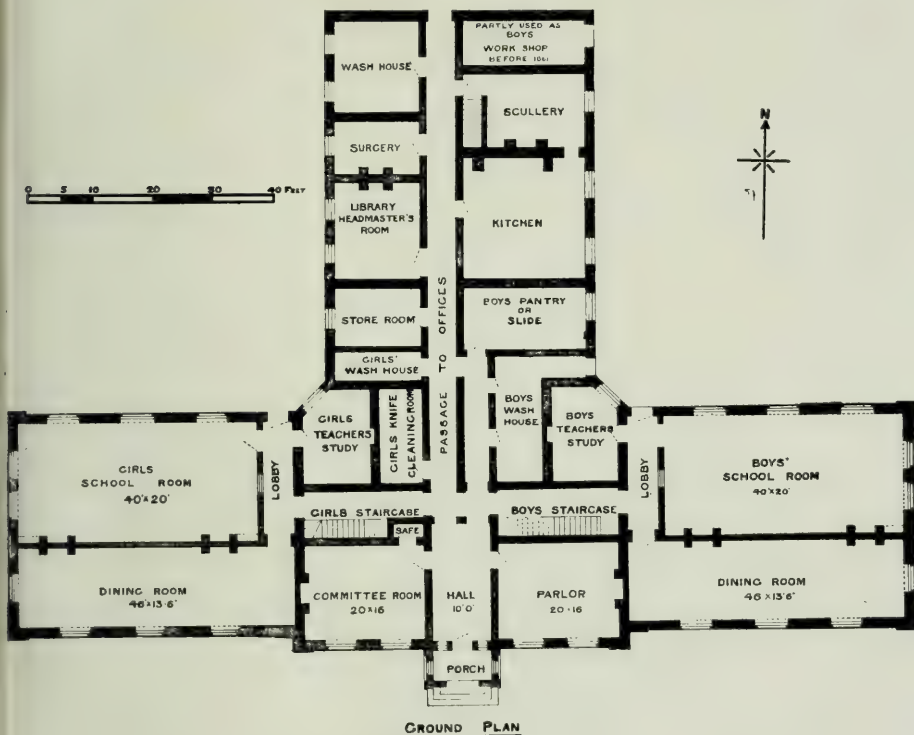 PARTLY USED AS
BOYS
WORK SHOP
BEFORE 1861
WASH HOUSE
SCULLERY
SURGERY
N
0 5 10 20 30 40 FEET
LIBRARY
HEADMASTER'S
ROOM
KITCHEN
PASSAGE TO OFFICES
BOYS PANTRY
OR
SLIDE
STORE ROOM
GIRLS'
WASH HOUSE
GIRLS
TEACHERS
STUDY
GIRLS KNIFE
CLEANING ROOM
BOYS
WASH
HOUSE
BOYS
TEACHERS
STUDY
GIRLS
SCHOOL ROOM
40'X20'
LOBBY
LOBBY
BOYS'
SCHOOL ROOM
40'X20'
GIRLS STAIRCASE
SAFE
BOYS STAIRCASE
DINING ROOM
46'X13'6"
COMMITTEE ROOM
20X16
HALL
10'0"
PARLOR
20X16
DINING ROOM
46X13'6"
PORCH
GROUND PLAN